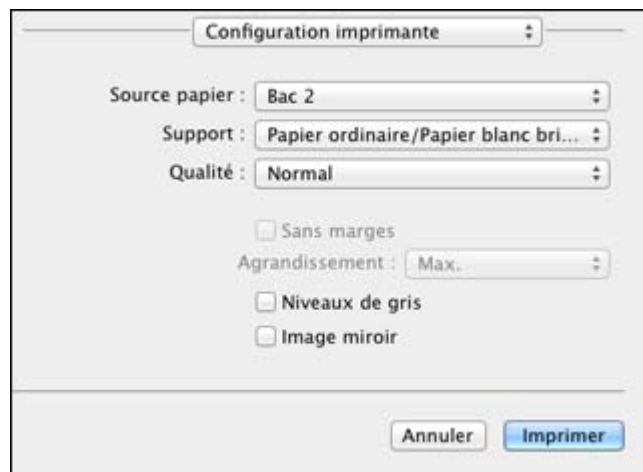 Configuration imprimante
Source papier : Bac 2
Support : Papier ordinaire/Papier blanc bri...
Qualité : Normal
Sans marges
Agrandissement : Max.
Niveaux de gris
Image miroir
Annuler Imprimer